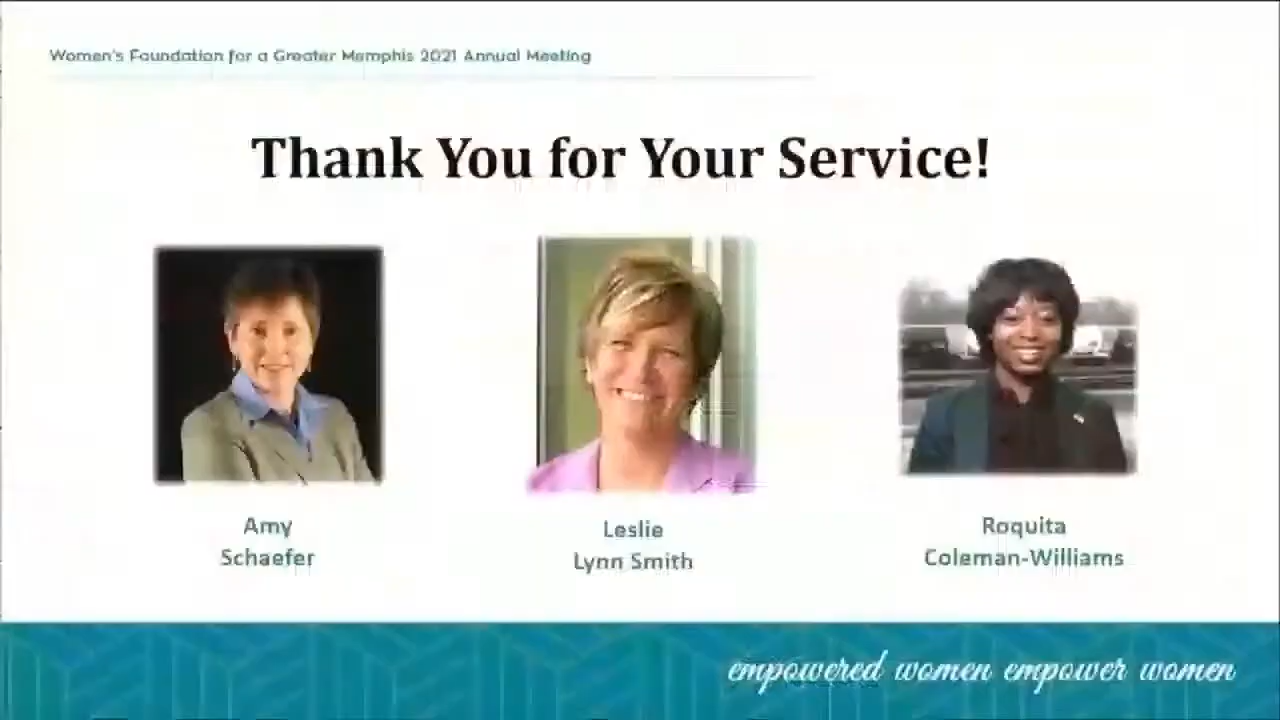 Women's Foundation for a Greater Memphis 2021 Annual Meeting
Thank You for Your Service!
Amy
Schaefer
Leslie
Lynn Smith
Roquita
Coleman-Williams
empowered women empower women